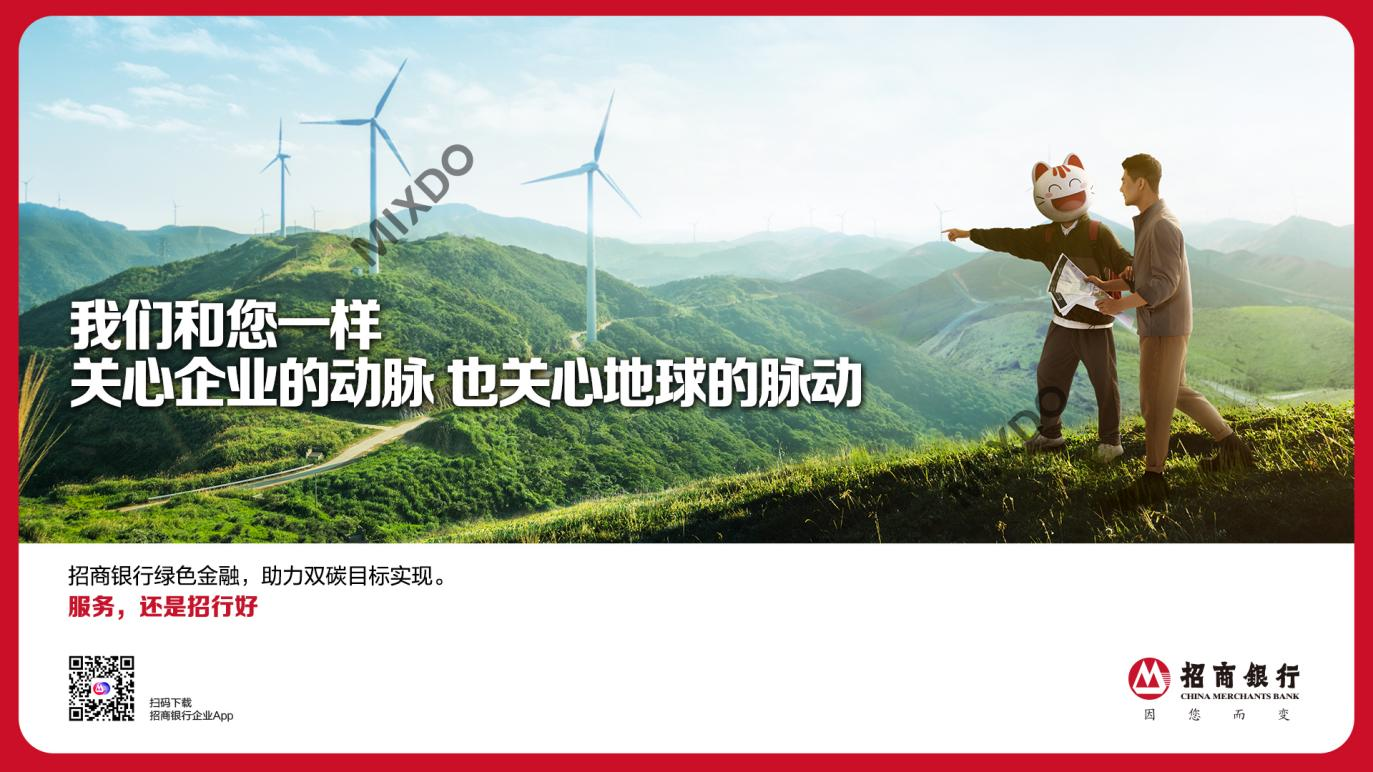 MIXDO
我们和您一样
关心企业的动脉 也关心地球的脉动
MIXDO
招商银行绿色金融，助力双碳目标实现。
服务，还是招行好
扫码下载
招商银行企业App
招商银行
CHINA MERCHANTS BANK
因您而变